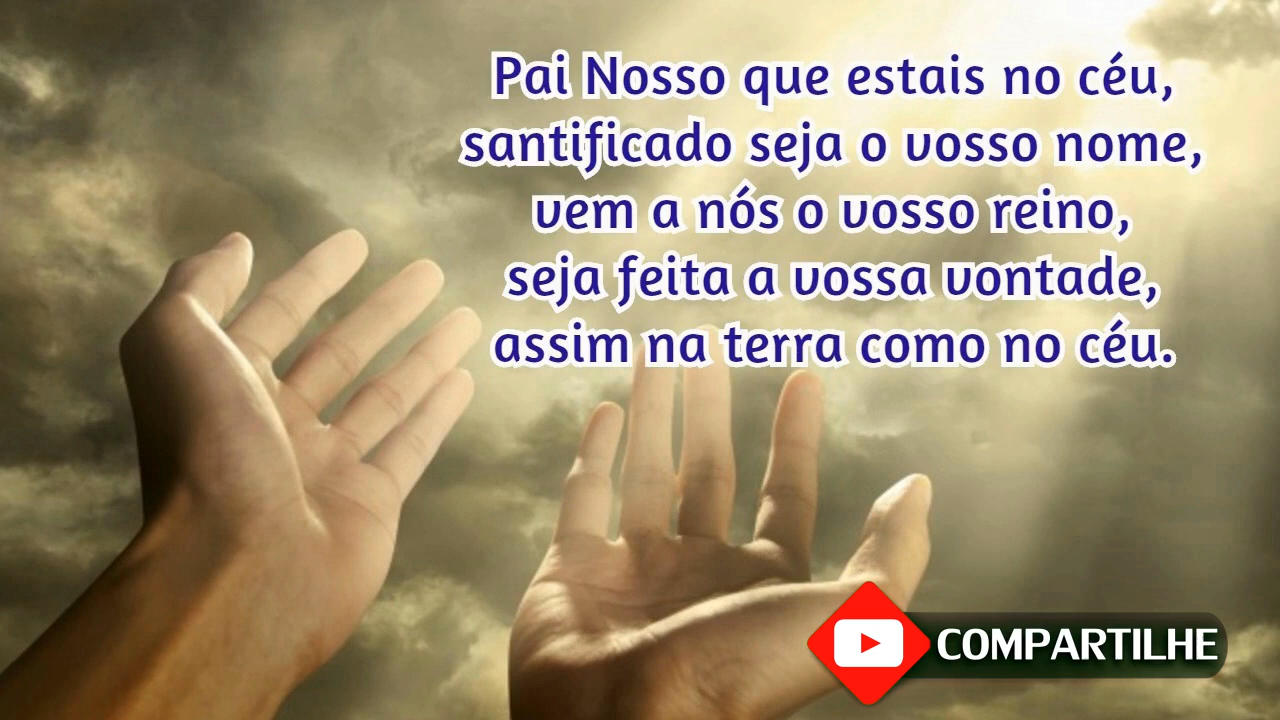 Pai Nosso que estais no céu,
santificado seja o vosso nome,
vem a nós o vosso reino,
seja feita a vossa vontade,
assim na terra como no céu.
COMPARTILHE